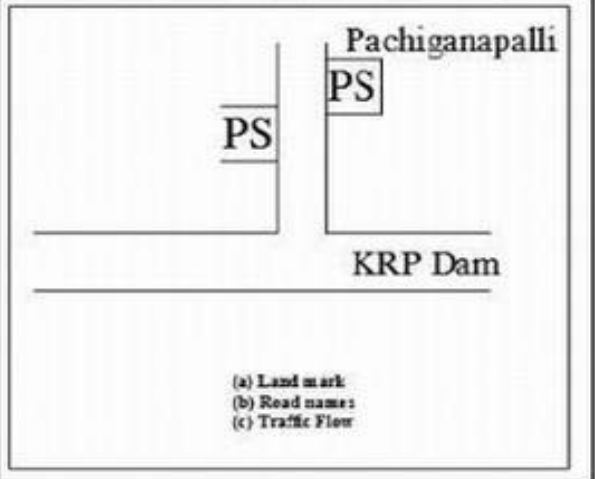 Pachiganapalli
PS
PS
KRP Dam
(a) Land mark
(b) Road names
(c) Traffic Flow